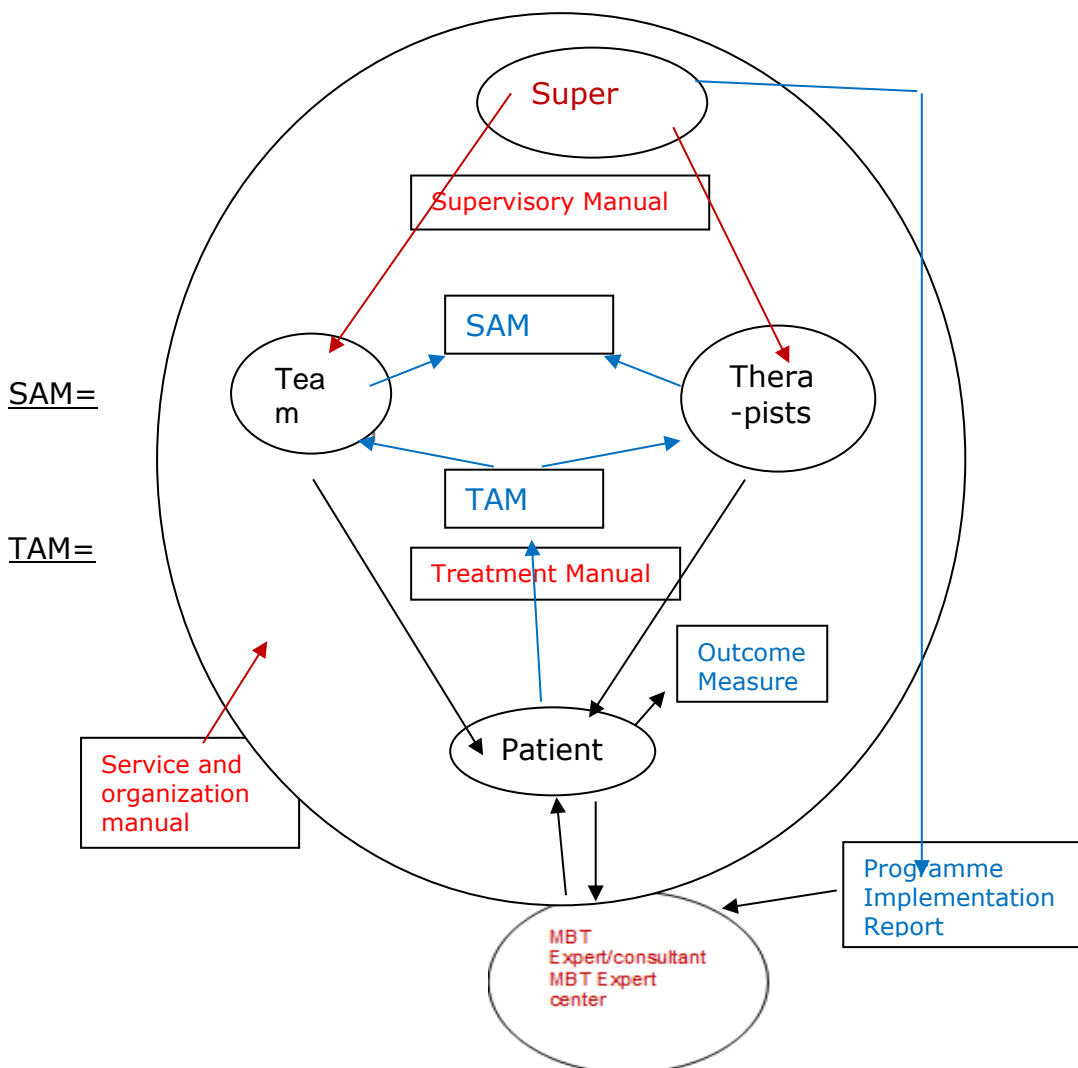 Super
Supervisory Manual
SAM
Tea
m
Thera
-pists
SAM=
TAM
TAM=
Treatment Manual
Outcome
Measure
Patient
Service and
organization
manual
Programme
Implementation
Report
MBT
Expert/consultant
MBT Expert
center